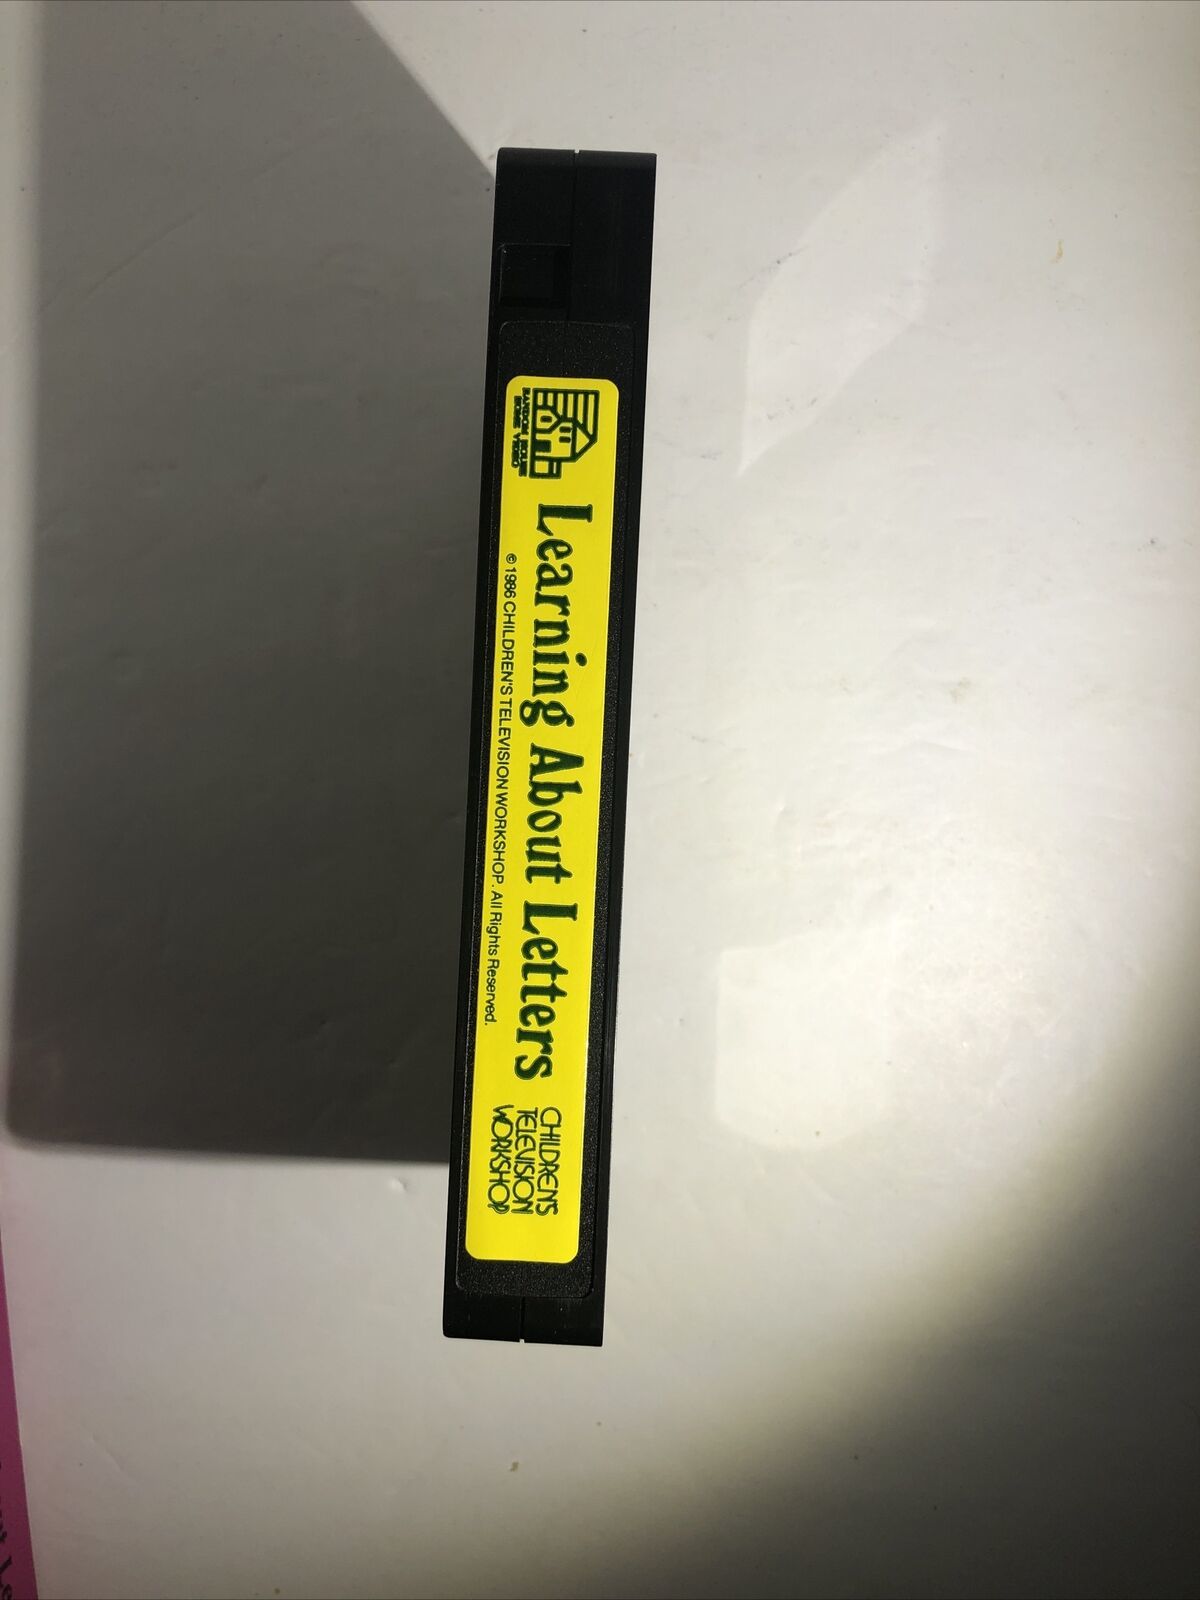 RANDOM HOUSE
HOME VIDEO
Learning About Letters
© 1986 CHILDREN'S TELEVISION WORKSHOP. All Rights Reserved.
CHILDREN'S
TELEVISION
WORKSHOP